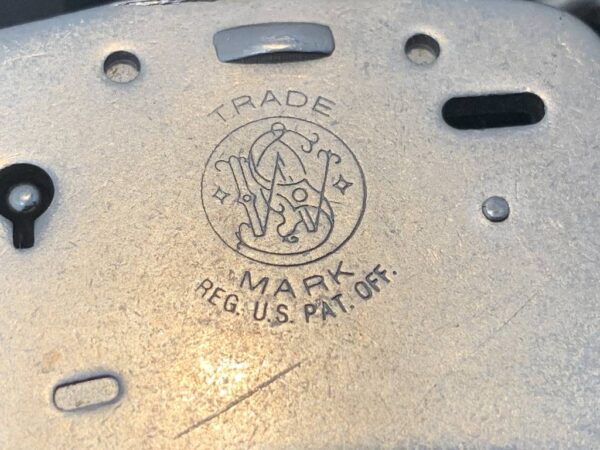 TRADE
S&W
MARK
REG. U.S. PAT. OFF.